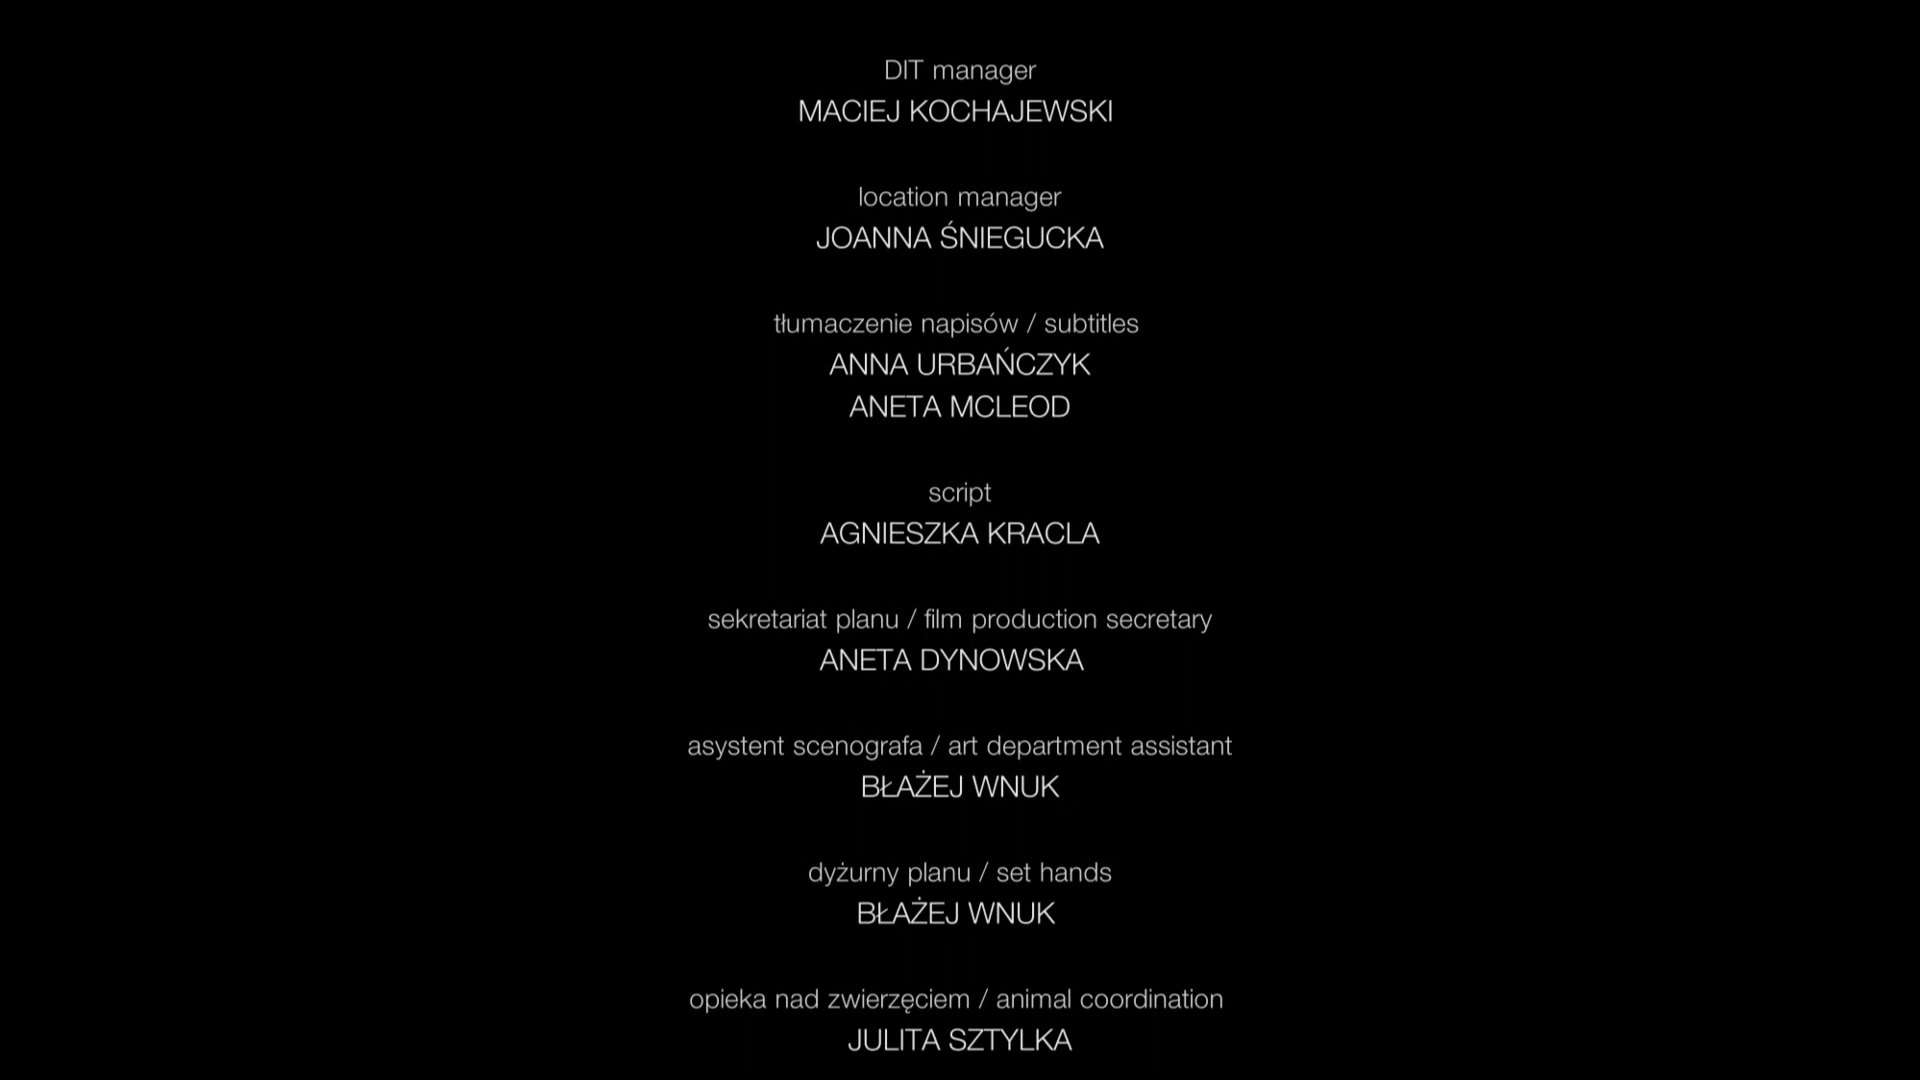 DIT manager
MACIEJ KOCHAJEWSKI
location manager
JOANNA ŚNIEGUCKA
tłumaczenie napisów / subtitles
ANNA URBAŃCZYK
ANETA MCLEOD
script
AGNIESZKA KRACLA
sekretariat planu / film production secretary
ANETA DYNOWSKA
asystent scenografa / art department assistant
BŁAŻEJ WNUK
dyżurny planu / set hands
BŁAŻEJ WNUK
opieka nad zwierzęciem / animal coordination
JULITA SZTYLKA